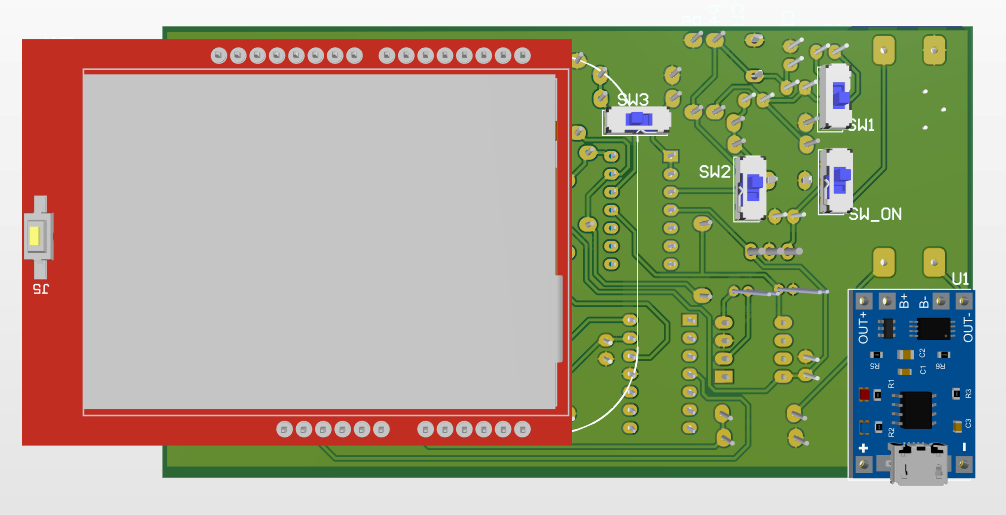 SW3
SW1
SW2
SW_ON
U1
J5
OUT+
B+
B-
OUT-
R5
C2
R6
C1
R1
R3
R2
C3
+
-